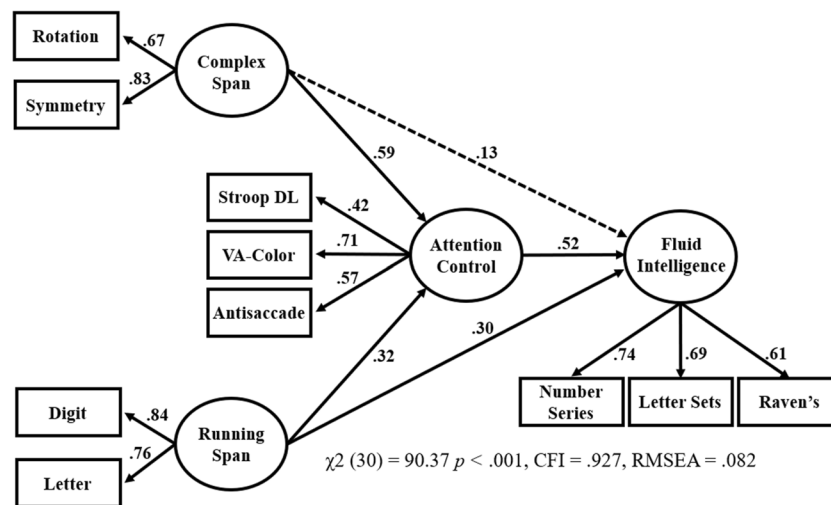 Rotation
.67
Complex
Span
.83
Symmetry
.59
.13
Stroop DL
.42
VA-Color
.71
Attention
Control
.52
Fluid
Intelligence
Antisaccade
.57
.30
.32
.74
.69
.61
Number
Series
Letter Sets
Raven's
Digit
.84
Running
Span
.76
Letter
χ2 (30) = 90.37 p < .001, CFI = .927, RMSEA = .082